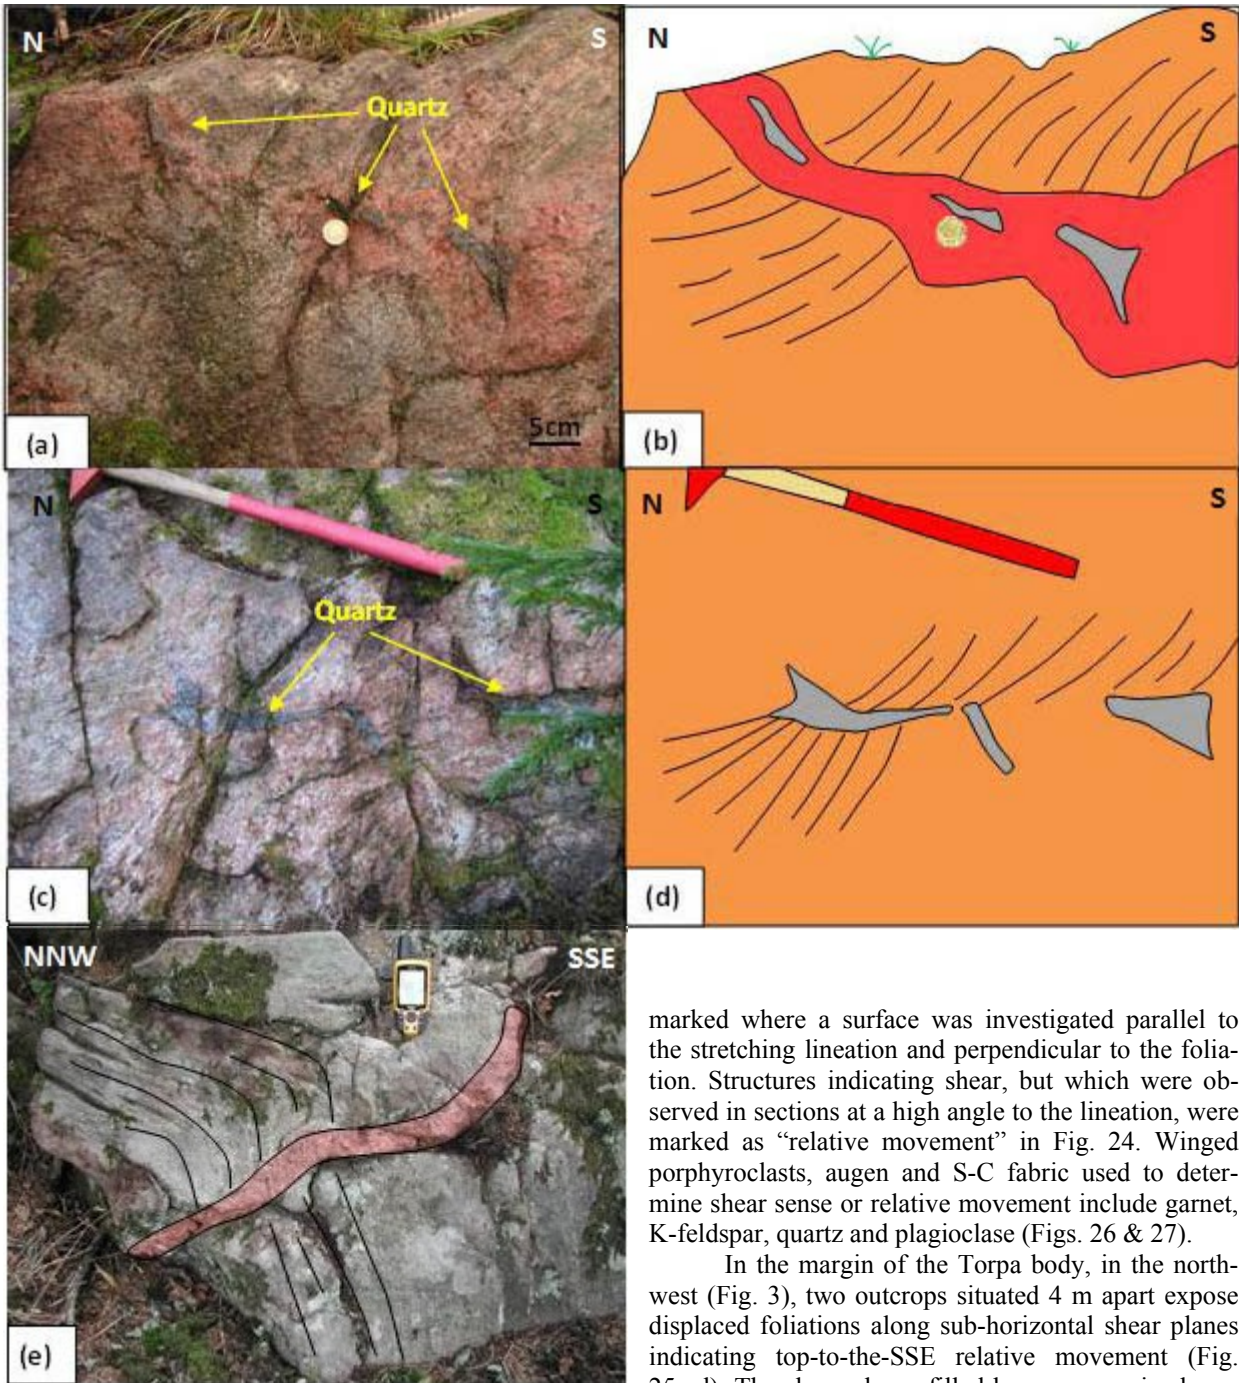 N
S
Quartz
5cm
(a)
N
S
(b)
N
S
Quartz
(c)
N
S
(d)
NNW
SSE
(e)
marked where a surface was investigated parallel to
the stretching lineation and perpendicular to the folia-
tion. Structures indicating shear, but which were ob-
served in sections at a high angle to the lineation, were
marked as “relative movement” in Fig. 24. Winged
porphyroclasts, augen and S-C fabric used to deter-
mine shear sense or relative movement include garnet,
K-feldspar, quartz and plagioclase (Figs. 26 & 27).
In the margin of the Torpa body, in the north-
west (Fig. 3), two outcrops situated 4 m apart expose
displaced foliations along sub-horizontal shear planes
indicating top-to-the-SSE relative movement (Fig.